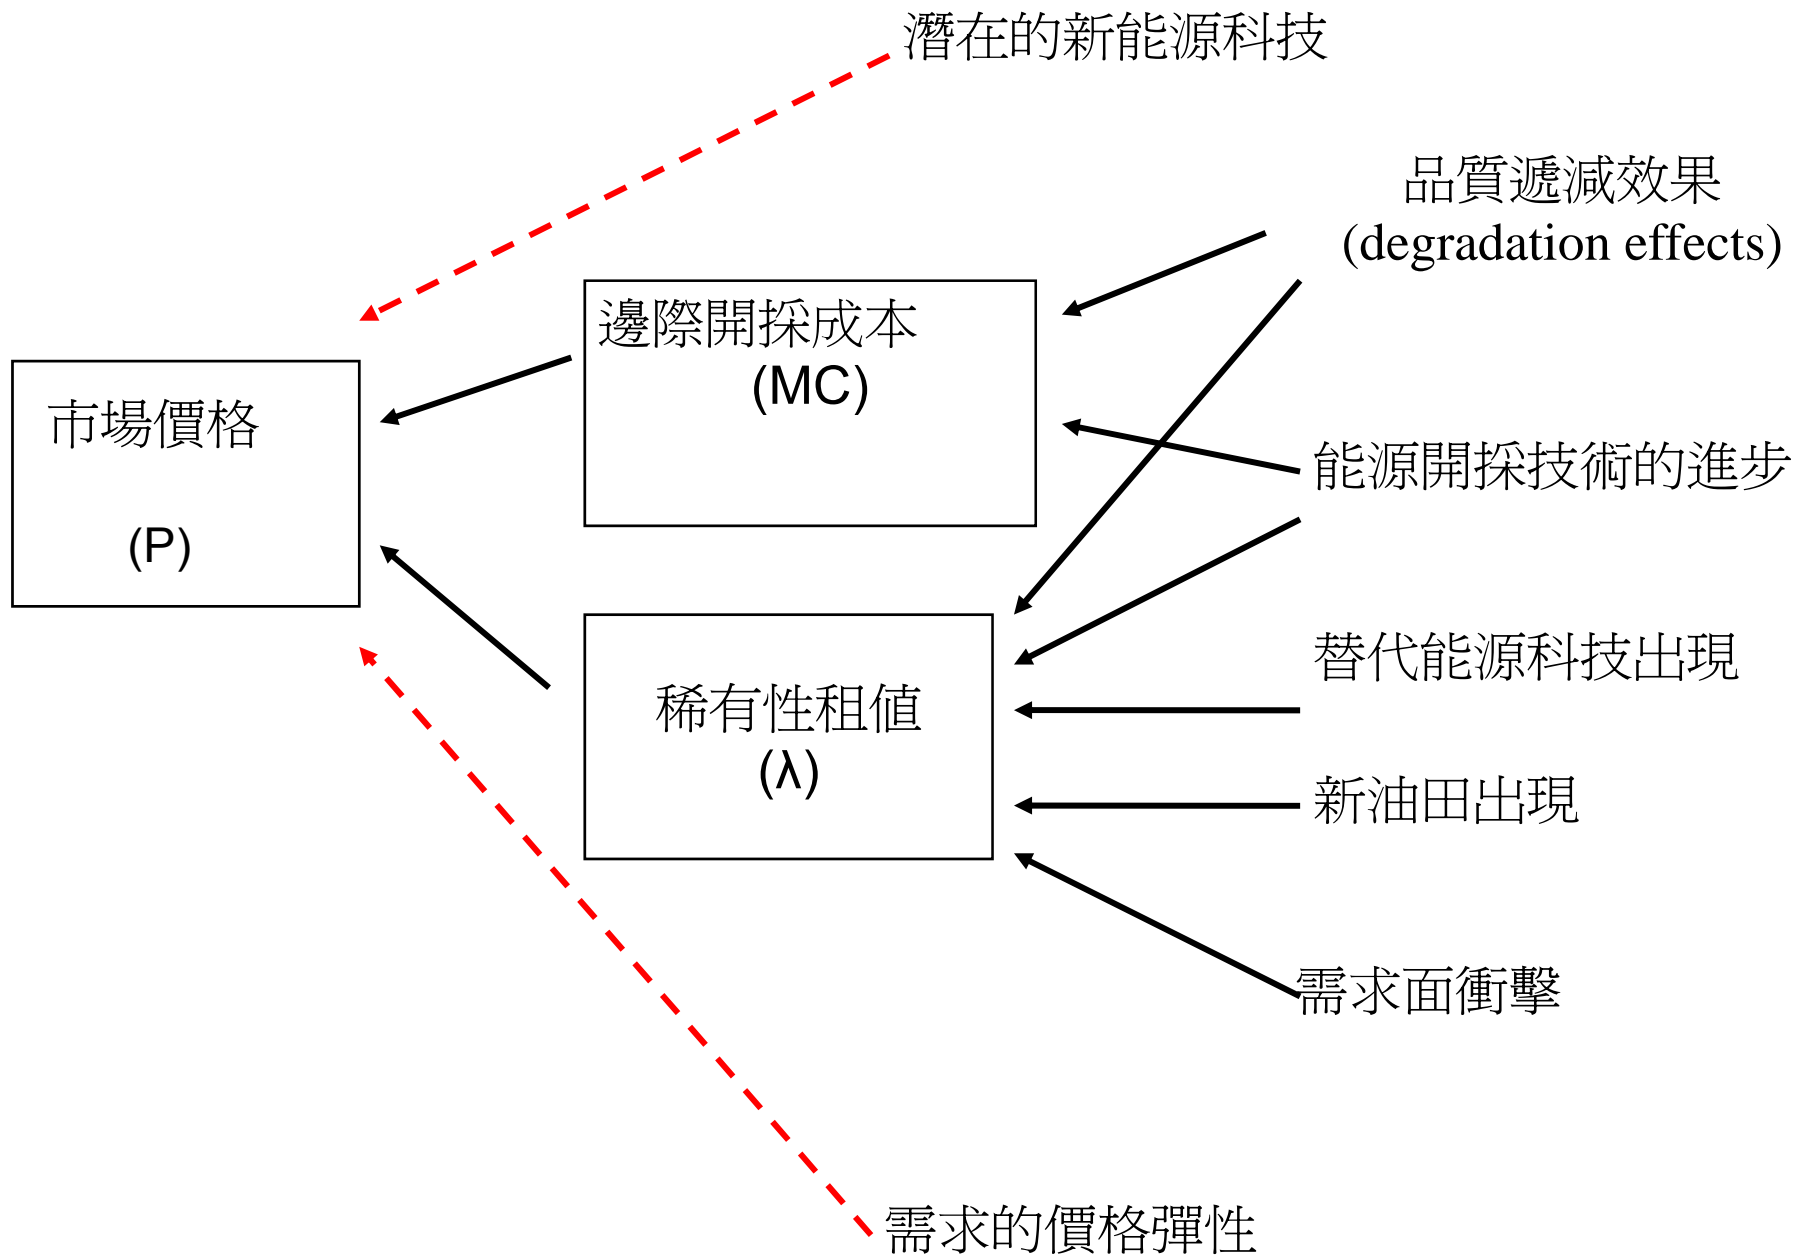 潛在的新能源科技
品質遞減效果
(degradation effects)
邊際開採成本
(MC)
市場價格
(P)
能源開採技術的進步
替代能源科技出現
稀有性租值
(λ)
新油田出現
需求面衝擊
需求的價格彈性